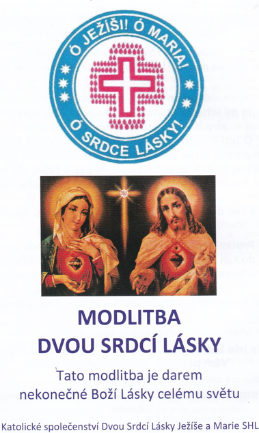 Ó JEŽÍŠI! Ó MARIA!
Ó SRDCE LÁSKY!
MODLITBA
DVOU SRDCÍ LÁSKY
Tato modlitba je darem
nekonečné Boží Lásky celému světu
Katolické společenství Dvou Srdcí Lásky Ježíše a Marie SHL